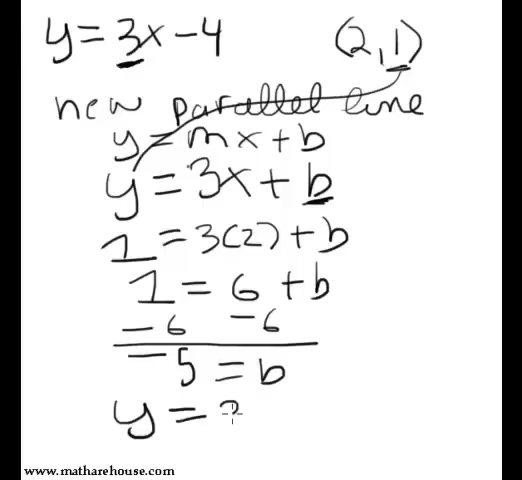 y = 3x - 4 (2, 1)
new parallel line
y = mx + b
y = 3x + b
1 = 3(2) + b
1 = 6 + b
-6 -6
-5 = b
y =
www.matharehouse.com